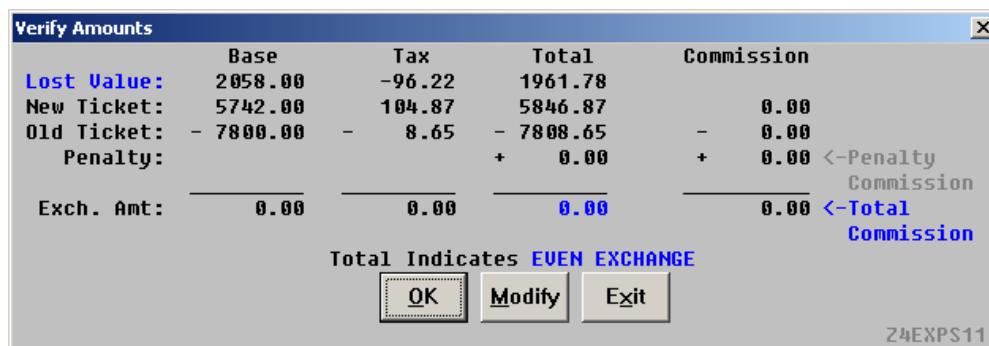 Verify Amounts
Base Tax Total Commission
Lost Value: 2058.00 -96.22 1961.78
New Ticket: 5742.00 104.87 5846.87 0.00
Old Ticket: - 7800.00 - 8.65 - 7808.65 - 0.00
Penalty: + 0.00 + 0.00 <-Penalty
Commission
Exch. Amt: 0.00 0.00 0.00 0.00 <-Total
Commission
Total Indicates EVEN EXCHANGE
OK Modify Exit
Z4EXPS11